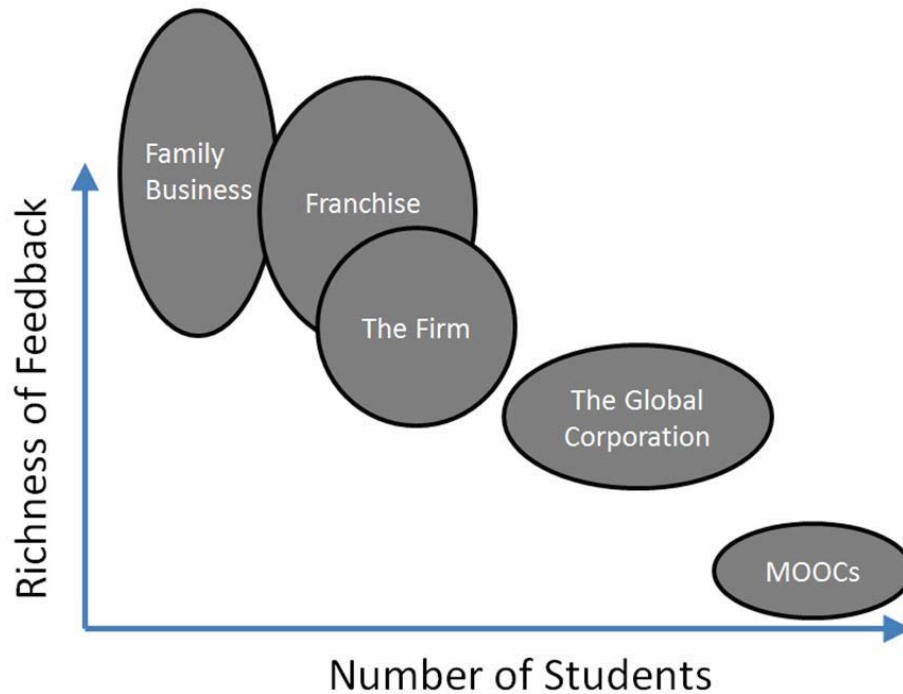 Family
Business
Franchise
The Firm
The Global
Corporation
MOOCs
Richness of Feedback
Number of Students